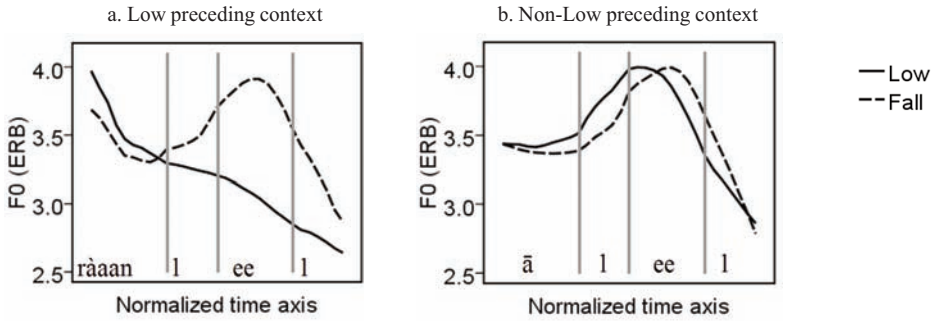 a. Low preceding context
b. Non-Low preceding context
F0 (ERB)
4.0
3.5
3.0
2.5
ràaan l ee l
Normalized time axis
F0 (ERB)
4.0
3.5
3.0
2.5
ā l ee l
Normalized time axis
Low
Fall